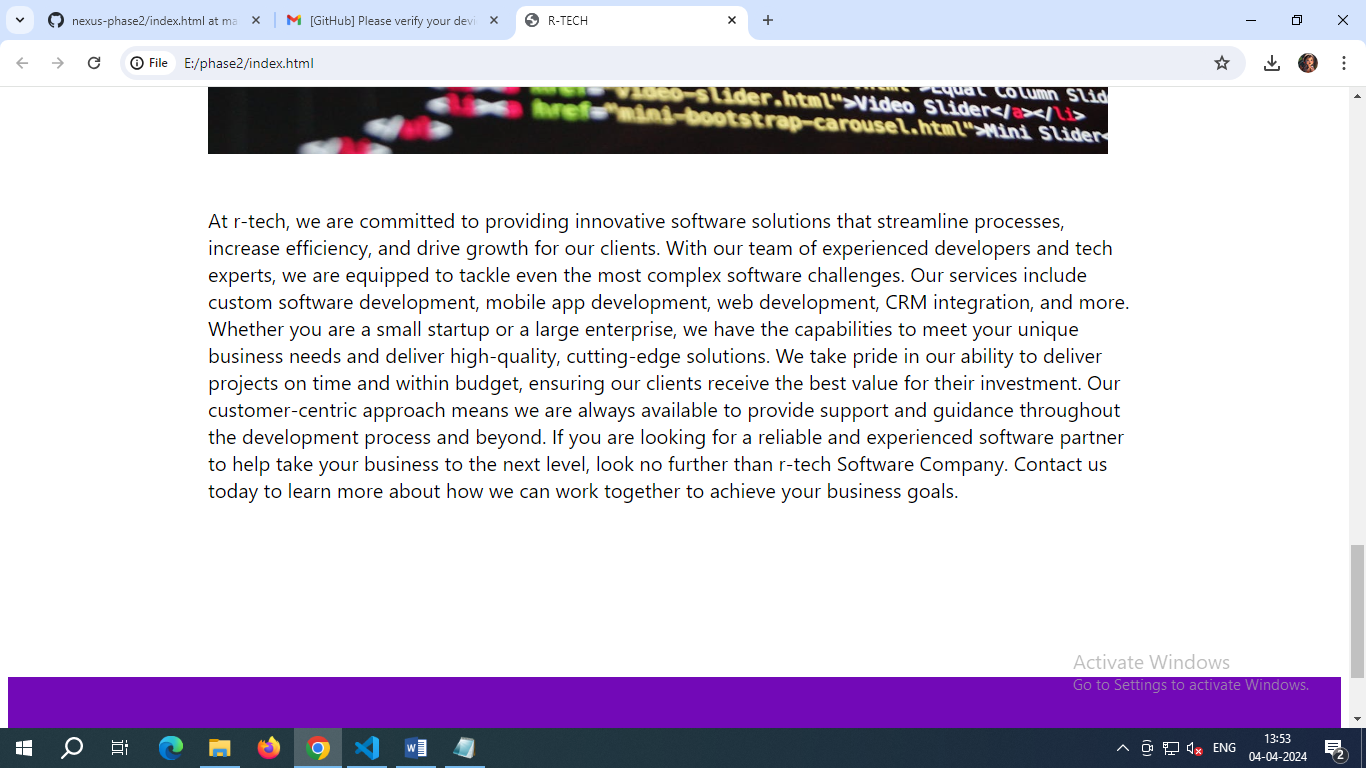 nexus-phase2/index.html at ma
[GitHub] Please verify your devi
R-TECH
File
E:/phase2/index.html
href="video-slider.html">Video Slider</a></li>
>Equal Column Slid
<li><a href="mini-bootstrap-carousel.html">Mini Slider<
At r-tech, we are committed to providing innovative software solutions that streamline processes,
increase efficiency, and drive growth for our clients. With our team of experienced developers and tech
experts, we are equipped to tackle even the most complex software challenges. Our services include
custom software development, mobile app development, web development, CRM integration, and more.
Whether you are a small startup or a large enterprise, we have the capabilities to meet your unique
business needs and deliver high-quality, cutting-edge solutions. We take pride in our ability to deliver
projects on time and within budget, ensuring our clients receive the best value for their investment. Our
customer-centric approach means we are always available to provide support and guidance throughout
the development process and beyond. If you are looking for a reliable and experienced software partner
to help take your business to the next level, look no further than r-tech Software Company. Contact us
today to learn more about how we can work together to achieve your business goals.
Activate Windows
Go to Settings to activate Windows.
ENG
13:53
04-04-2024
2